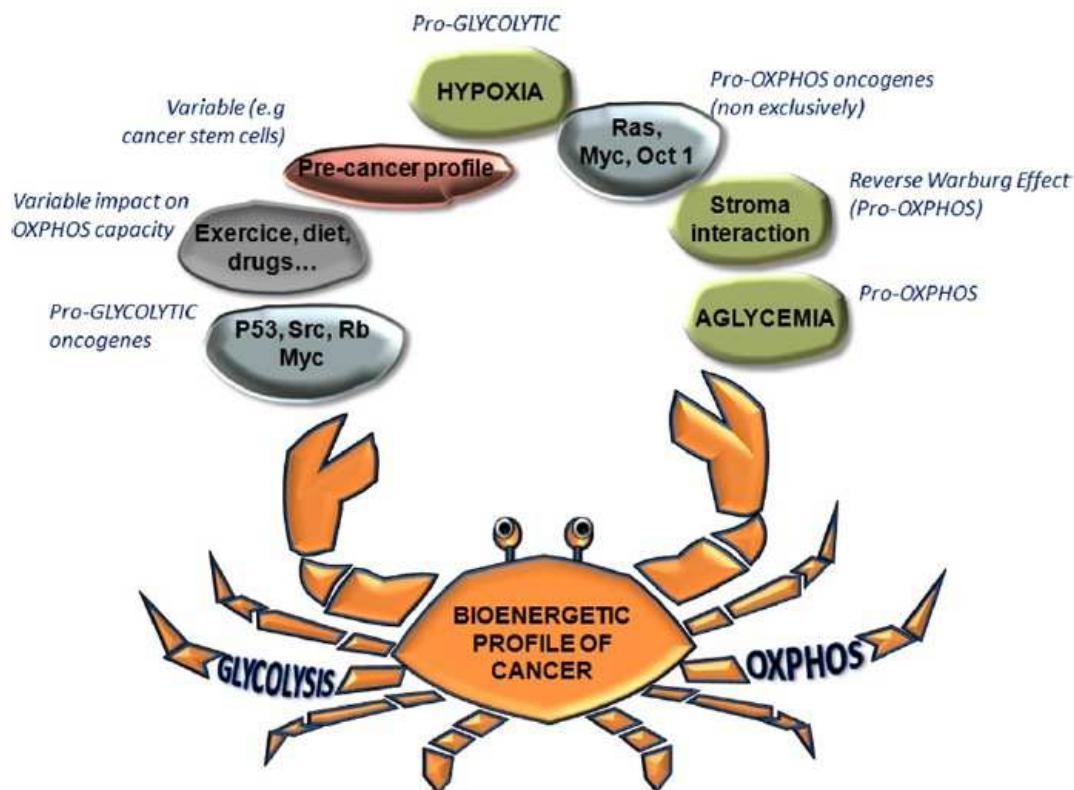 Pro-GLYCOLYTIC
HYPOXIA
Pro-OXPHOS oncogenes
(non exclusively)
Ras,
Myc, Oct 1
Variable (e.g
cancer stem cells)
Pre-cancer profile
Reverse Warburg Effect
(Pro-OXPHOS)
Stroma
interaction
Variable impact on
OXPHOS capacity
Exercice, diet,
drugs...
Pro-OXPHOS
AGLYCEMIA
Pro-GLYCOLYTIC
oncogenes
P53, Src, Rb
Myc
BIOENERGETIC
PROFILE OF
CANCER
GLYCOLYSIS
OXPHOS